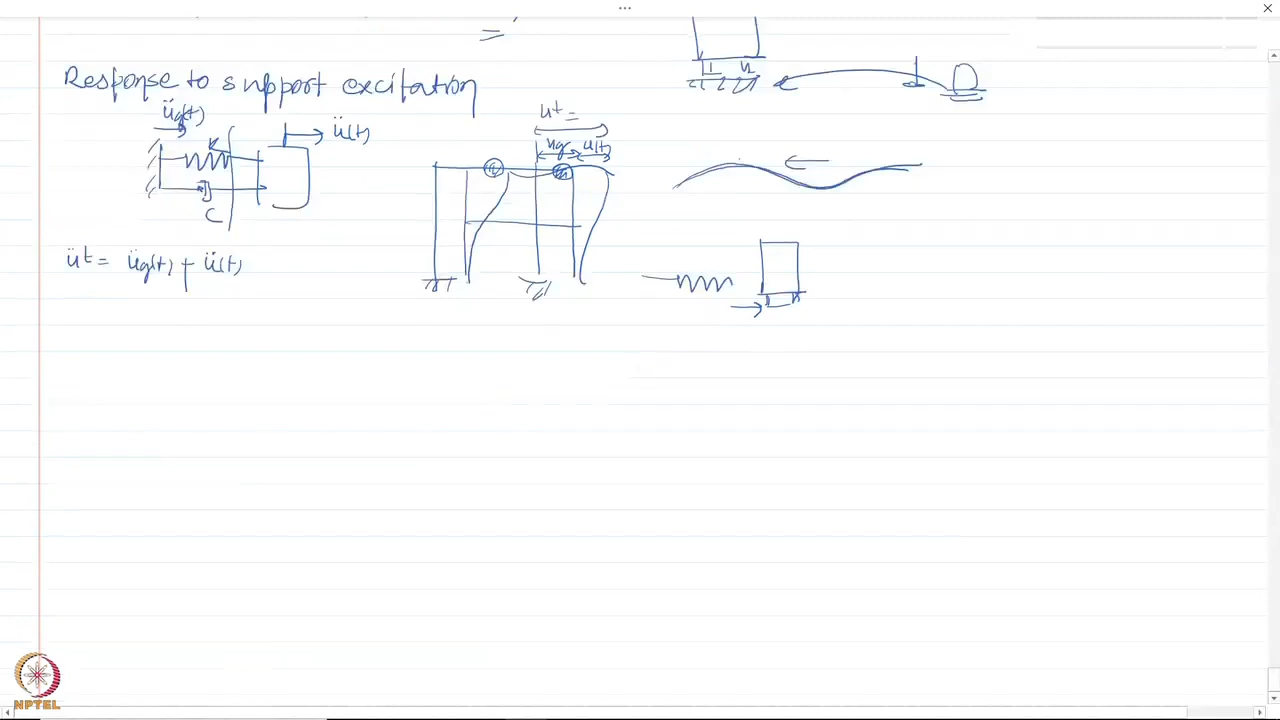 Response to support excitation
üg(t)
ü(t)
k
c
uᵗ =
ug u(t)
üᵗ = üg(t) + ü(t)
NPTEL